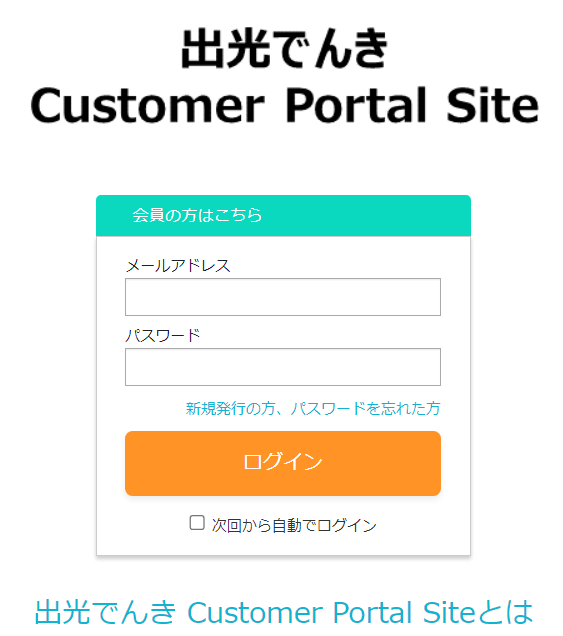 出光でんき
Customer Portal Site
会員の方はこちら
メールアドレス
パスワード
新規発行の方、パスワードを忘れた方
ログイン
次回から自動でログイン
出光でんき Customer Portal Siteとは